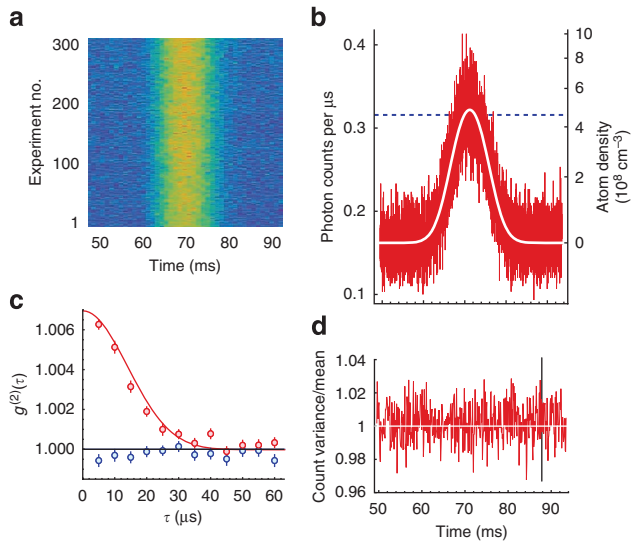 a
Experiment no.
300
200
100
1
50 60 70 80 90
Time (ms)
b
Photon counts per μs
0.4
0.3
0.2
0.1
10
8
6
4
2
0
Atom density
(10⁸ cm⁻³)
c
g⁽²⁾(τ)
1.006
1.004
1.002
1.000
0 10 20 30 40 50 60
τ (μs)
d
Count variance/mean
1.04
1.02
1
0.98
0.96
50 60 70 80 90
Time (ms)